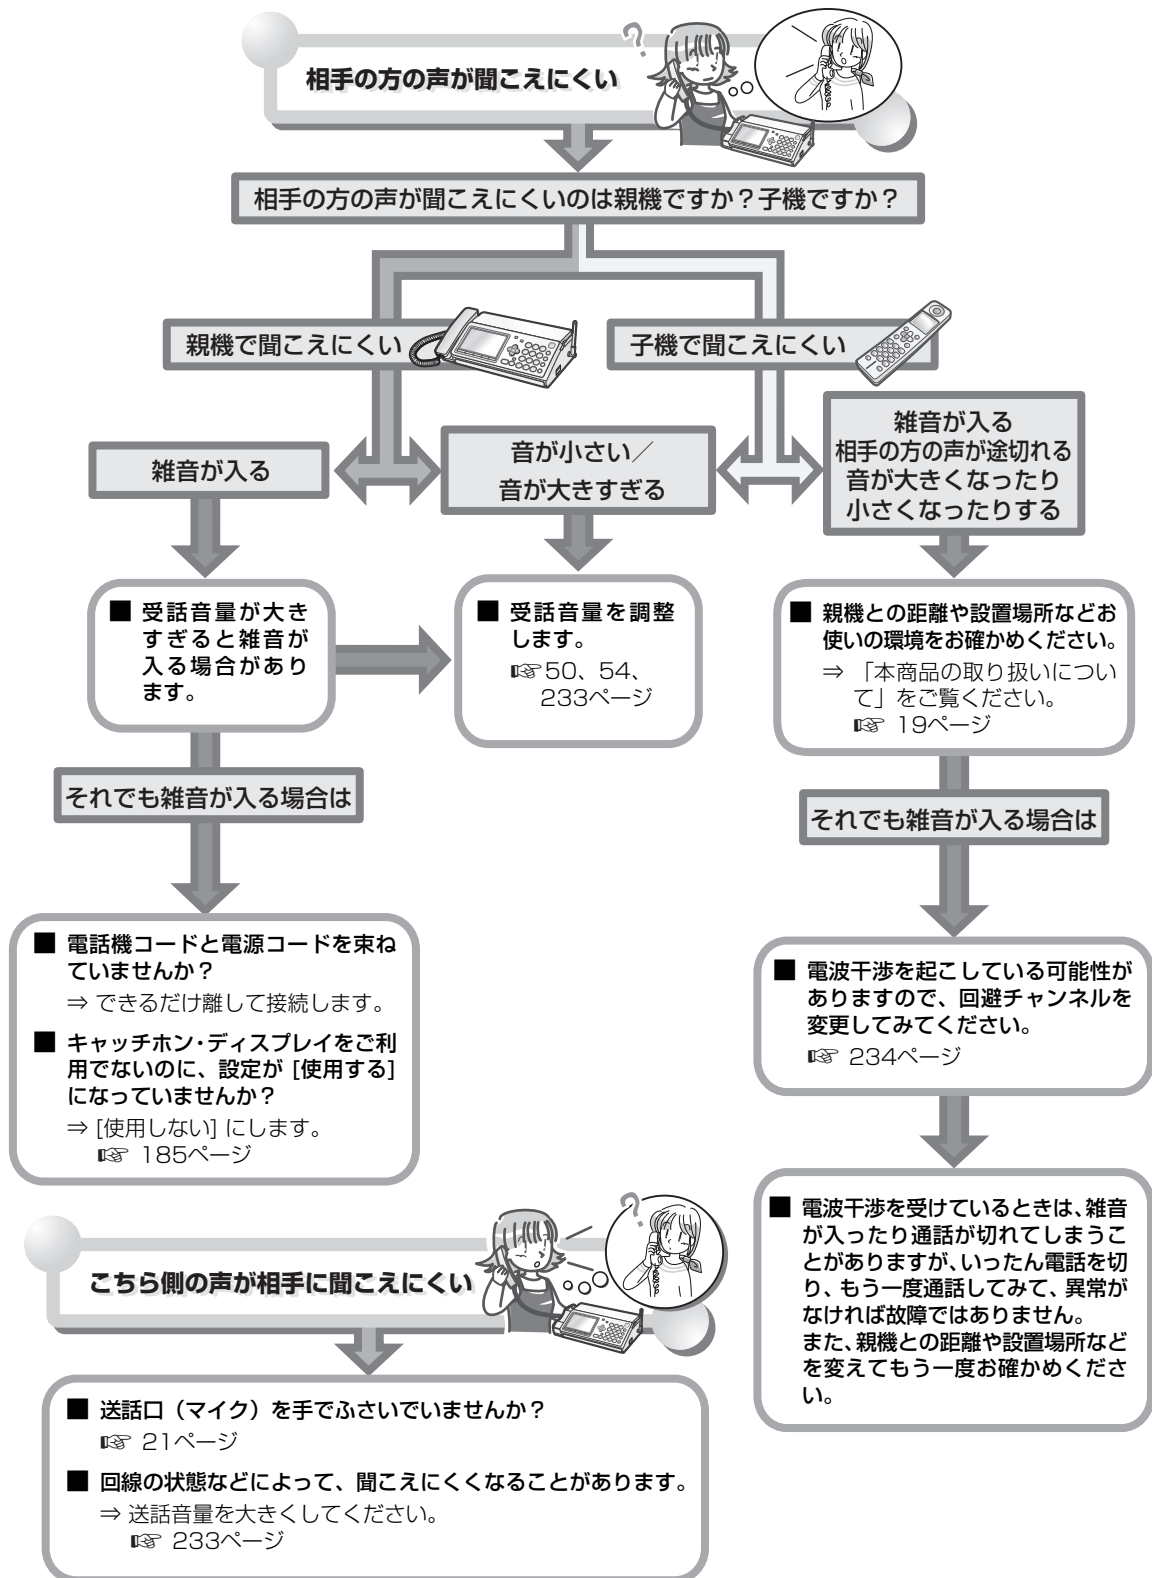 相手の方の声が聞こえにくい
相手の方の声が聞こえにくいのは親機ですか?子機ですか?
親機で聞こえにくい
子機で聞こえにくい
雑音が入る
音が小さい/
音が大きすぎる
雑音が入る
相手の方の声が途切れる
音が大きくなったり
小さくなったりする
■ 受話音量が大き
すぎると雑音が
入る場合があり
ます。
■ 受話音量を調整
します。
☞50、54、
233ページ
■ 親機との距離や設置場所などお
使いの環境をお確かめください。
⇒ 「本商品の取り扱いについ
て」をご覧ください。
☞ 19ページ
それでも雑音が入る場合は
それでも雑音が入る場合は
■ 電話機コードと電源コードを束ね
ていませんか?
⇒ できるだけ離して接続します。
■ キャッチホン・ディスプレイをご利
用でないのに、設定が [使用する]
になっていませんか?
⇒ [使用しない] にします。
☞ 185ページ
■ 電波干渉を起こしている可能性が
ありますので、回避チャンネルを
変更してみてください。
☞ 234ページ
■ 電波干渉を受けているときは、雑音
が入ったり通話が切れてしまうこ
とがありますが、いったん電話を切
り、もう一度通話してみて、異常が
なければ故障ではありません。
また、親機との距離や設置場所など
を変えてもう一度お確かめくださ
い。
こちら側の声が相手に聞こえにくい
■ 送話口(マイク)を手でふさいでいませんか?
☞ 21ページ
■ 回線の状態などによって、聞こえにくくなることがあります。
⇒ 送話音量を大きくしてください。
☞ 233ページ